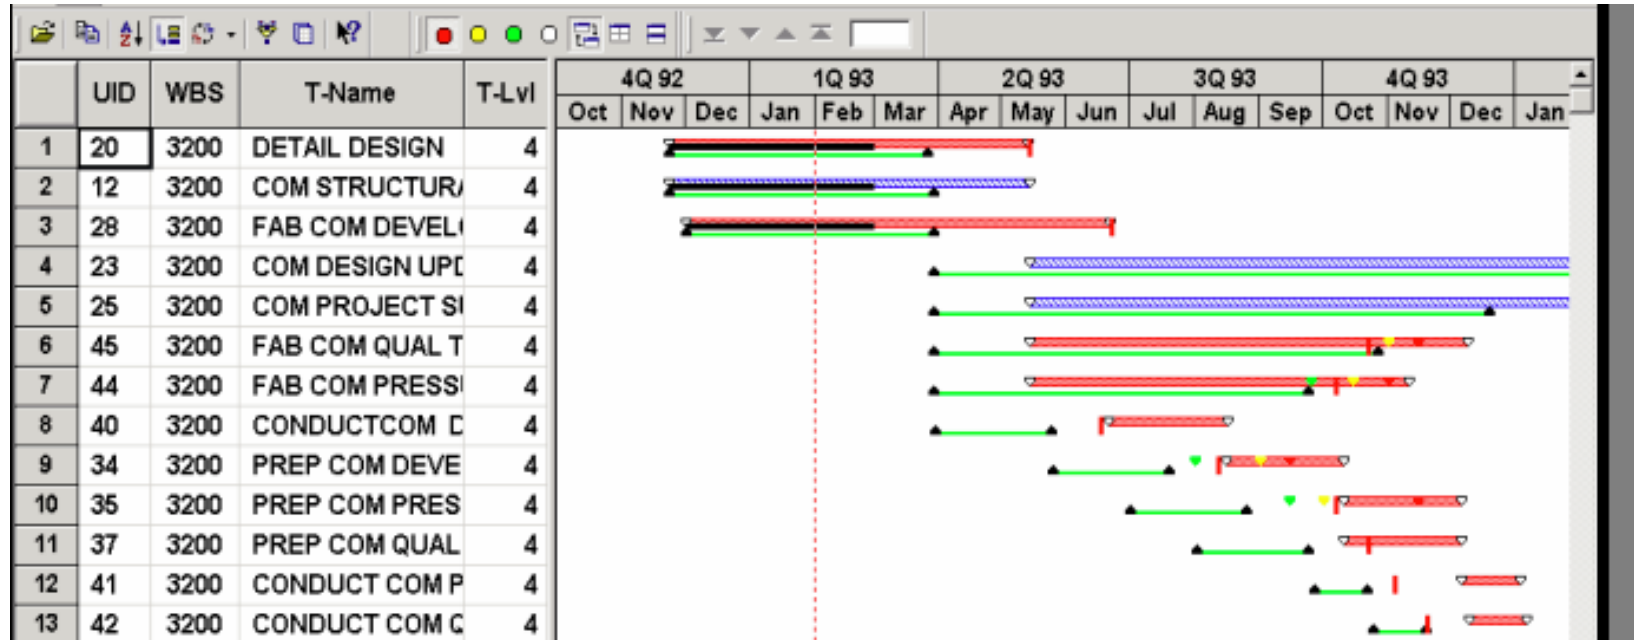 4Q 92 1Q 93 2Q 93 3Q 93 4Q 93
UID WBS T-Name T-Lvl
Oct Nov Dec Jan Feb Mar Apr May Jun Jul Aug Sep Oct Nov Dec Jan
1 20 3200 DETAIL DESIGN 4
2 12 3200 COM STRUCTURA 4
3 28 3200 FAB COM DEVEL 4
4 23 3200 COM DESIGN UPD 4
5 25 3200 COM PROJECT SU 4
6 45 3200 FAB COM QUAL T 4
7 44 3200 FAB COM PRESS 4
8 40 3200 CONDUCTCOM D 4
9 34 3200 PREP COM DEVE 4
10 35 3200 PREP COM PRES 4
11 37 3200 PREP COM QUAL 4
12 41 3200 CONDUCT COM P 4
13 42 3200 CONDUCT COM Q 4